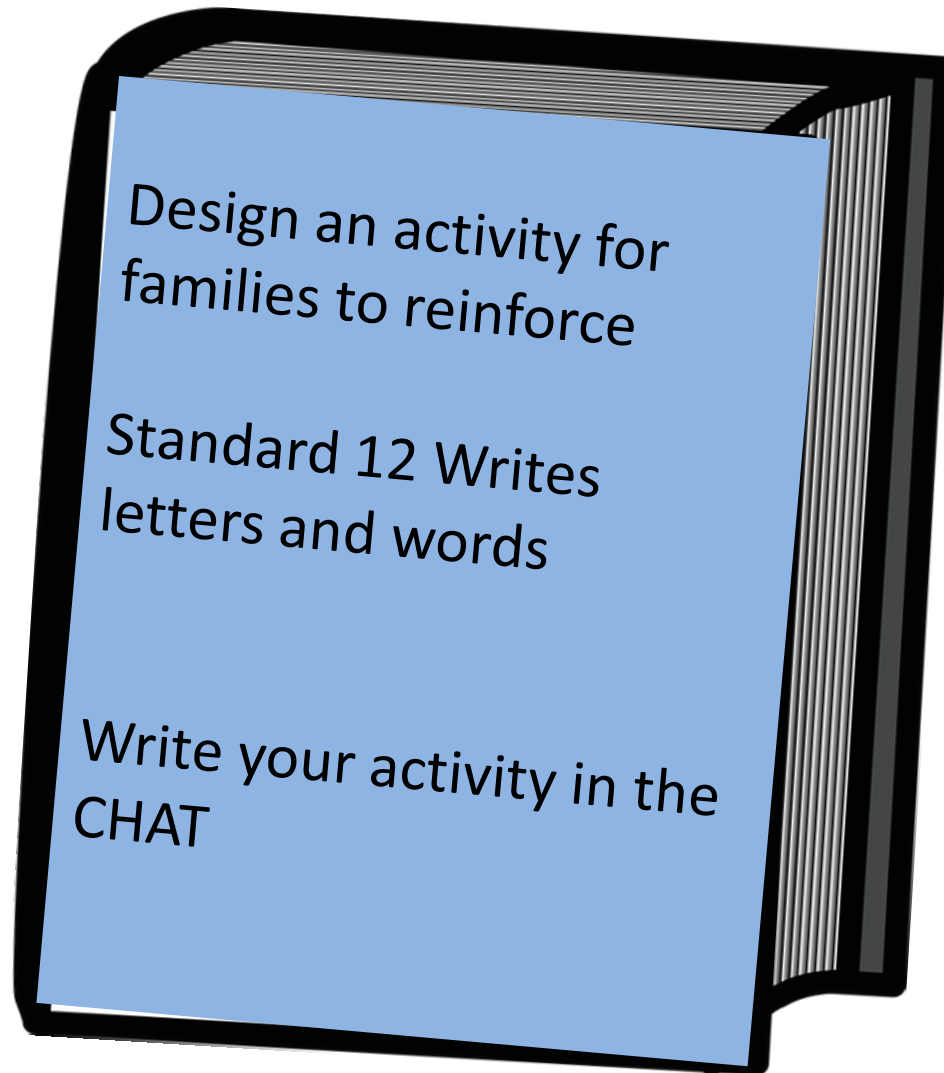 Design an activity for
families to reinforce
Standard 12 Writes
letters and words
Write your activity in the
CHAT